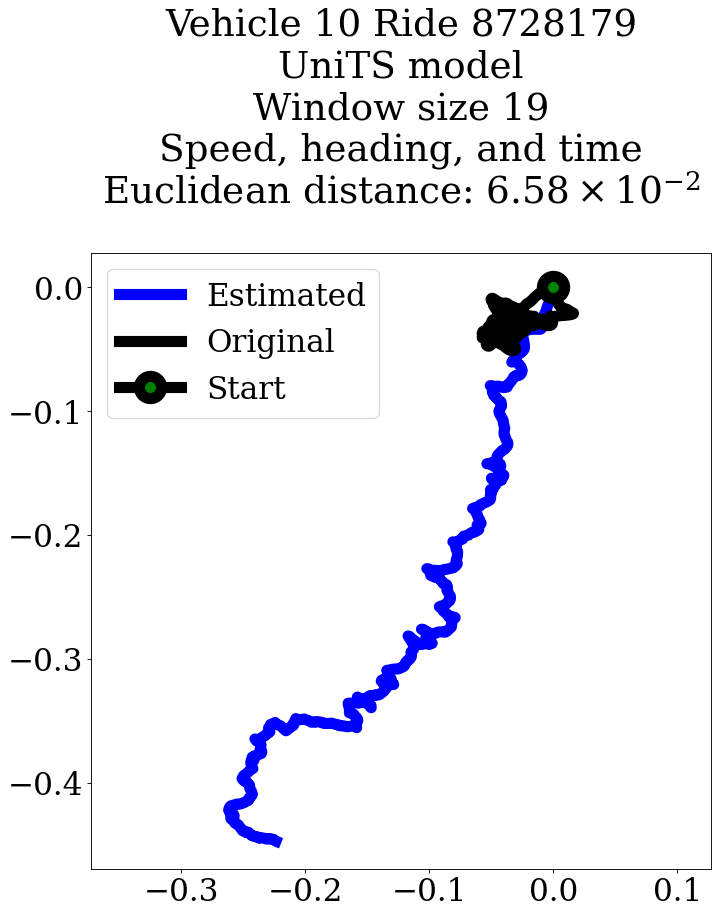 Vehicle 10 Ride 8728179
UniTS model
Window size 19
Speed, heading, and time
Euclidean distance: 6.58 × 10⁻²
Estimated
Original
Start
0.0
−0.1
−0.2
−0.3
−0.4
−0.3 −0.2 −0.1 0.0 0.1